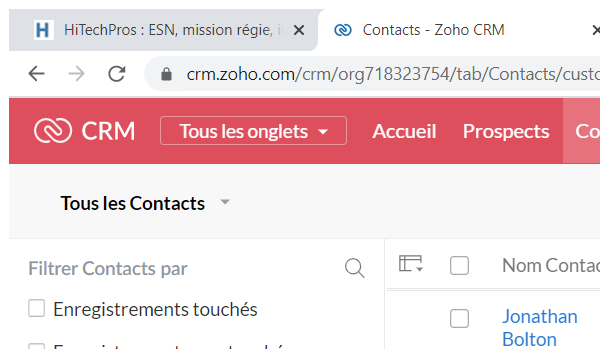 H HiTechPros : ESN, mission régie, i
Contacts - Zoho CRM
crm.zoho.com/crm/org718323754/tab/Contacts/custo
CRM Tous les onglets Accueil Prospects Co
Tous les Contacts
Filtrer Contacts par
Nom Contac
Enregistrements touchés
Jonathan
Bolton